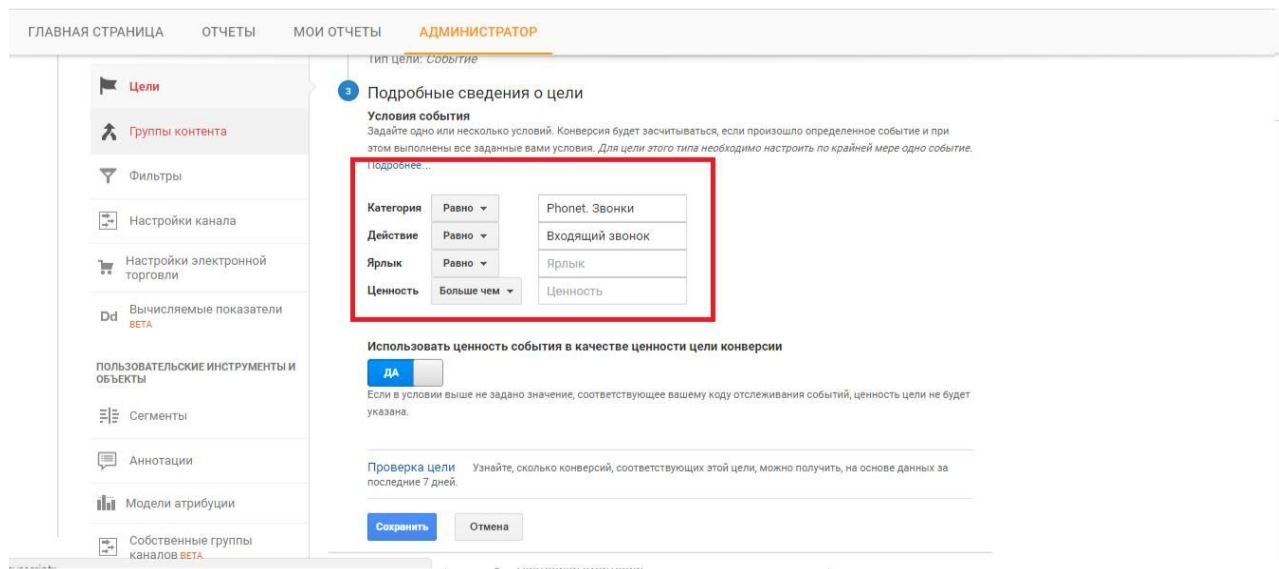 ГЛАВНАЯ СТРАНИЦА ОТЧЕТЫ МОИ ОТЧЕТЫ АДМИНИСТРАТОР
Цели
Группы контента
Фильтры
Настройки канала
Настройки электронной
торговли
Dd Вычисляемые показатели
BETA
ПОЛЬЗОВАТЕЛЬСКИЕ ИНСТРУМЕНТЫ И
ОБЪЕКТЫ
Сегменты
Аннотации
Модели атрибуции
Собственные группы
каналов BETA
Тип цели: Событие
3 Подробные сведения о цели
Условия события
Задайте одно или несколько условий. Конверсия будет засчитываться, если произошло определенное событие и при
этом выполнены все заданные вами условия. Для цели этого типа необходимо настроить по крайней мере одно событие.
Подробнее...
Категория Равно Phonet. Звонки
Действие Равно Входящий звонок
Ярлык Равно Ярлык
Ценность Больше чем Ценность
Использовать ценность события в качестве ценности цели конверсии
ДА
Если в условии выше не задано значение, соответствующее вашему коду отслеживания событий, ценность цели не будет
указана.
Проверка цели Узнайте, сколько конверсий, соответствующих этой цели, можно получить, на основе данных за
последние 7 дней.
Сохранить Отмена